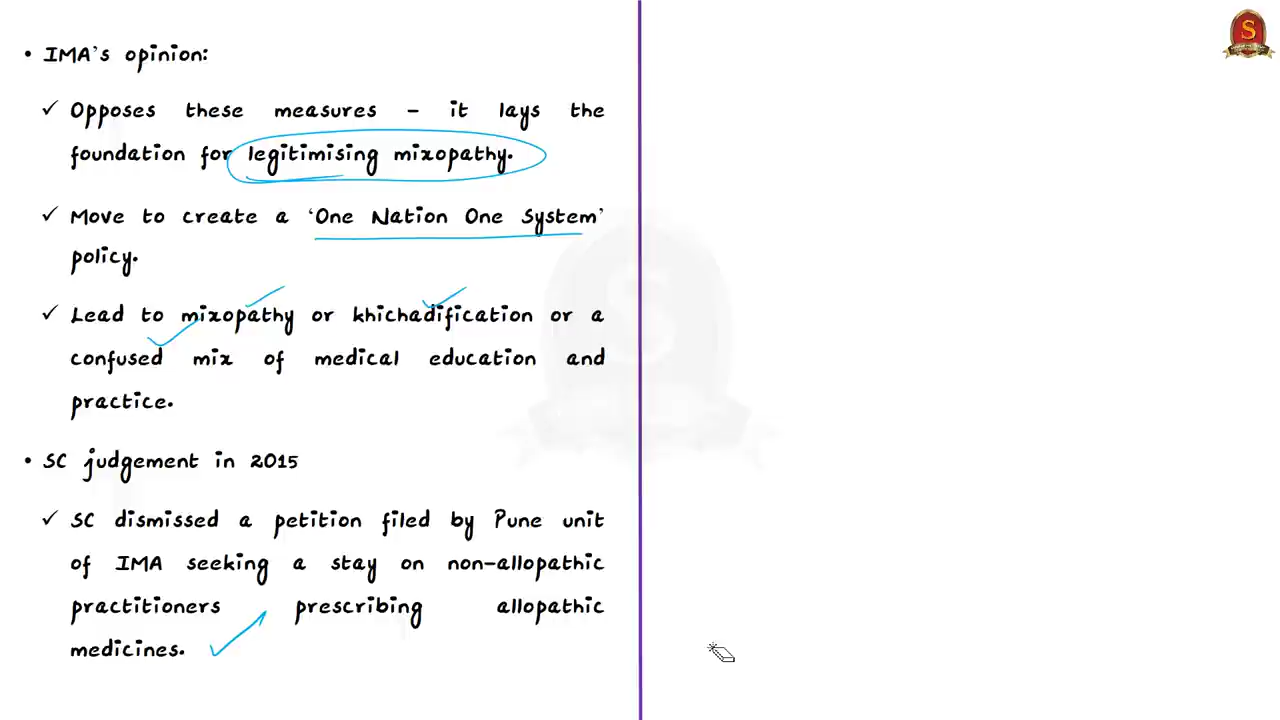 • IMA's opinion:
✓ Opposes these measures – it lays the
foundation for legitimising mixopathy.
✓ Move to create a 'One Nation One System'
policy.
✓ Lead to mixopathy or khichadification or a
confused mix of medical education and
practice.
• SC judgement in 2015
✓ SC dismissed a petition filed by Pune unit
of IMA seeking a stay on non-allopathic
practitioners prescribing allopathic
medicines.
S
S